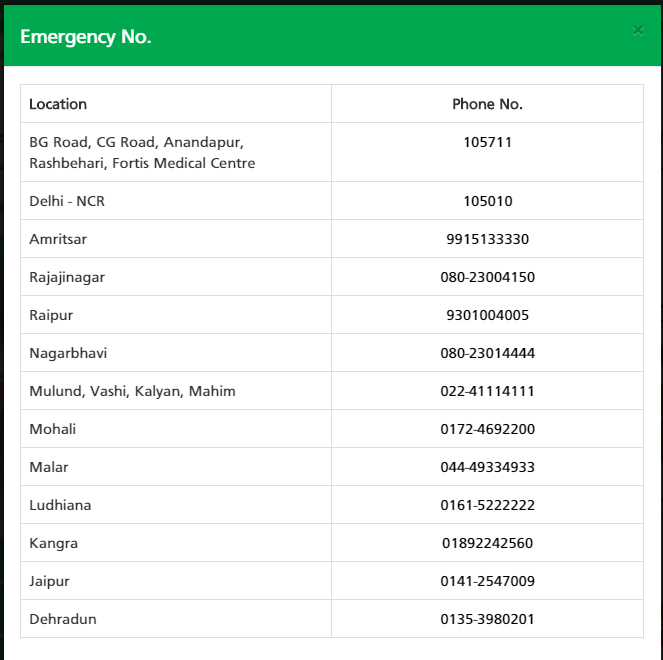 Emergency No.
×
Location Phone No.
BG Road, CG Road, Anandapur, 105711
Rashbehari, Fortis Medical Centre
Delhi - NCR 105010
Amritsar 9915133330
Rajajinagar 080-23004150
Raipur 9301004005
Nagarbhavi 080-23014444
Mulund, Vashi, Kalyan, Mahim 022-41114111
Mohali 0172-4692200
Malar 044-49334933
Ludhiana 0161-5222222
Kangra 01892242560
Jaipur 0141-2547009
Dehradun 0135-3980201